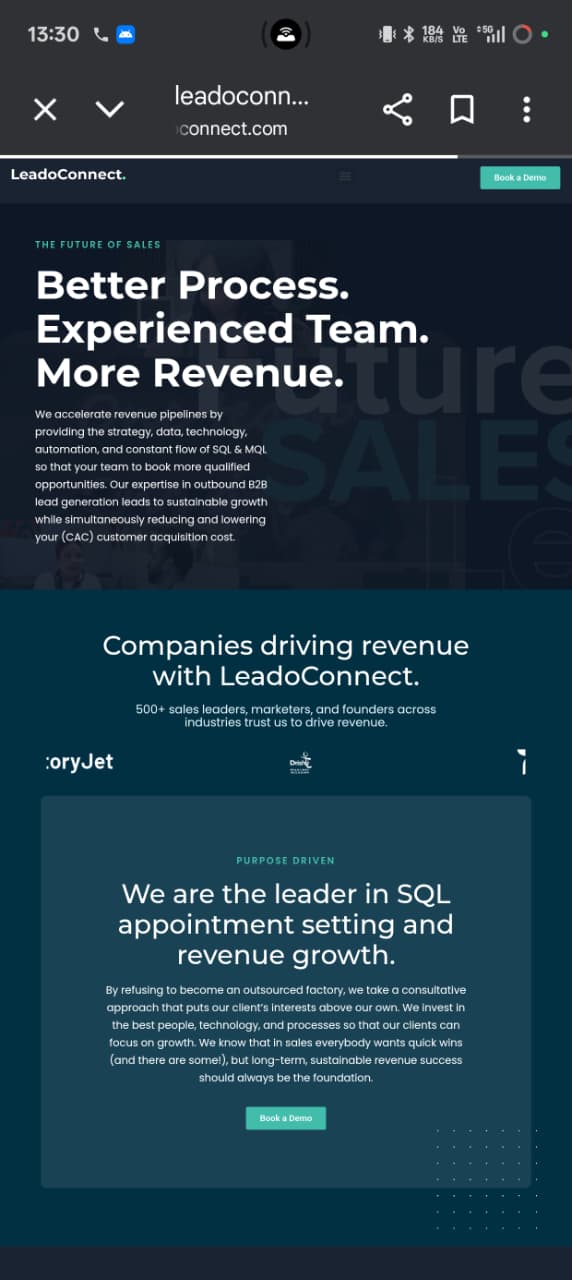 13:30
184
KB/S
Vo
LTE
5G
leadoconn...
connect.com
LeadoConnect.
Book a Demo
THE FUTURE OF SALES
Better Process.
Experienced Team.
More Revenue.
Future
SALES
Le
We accelerate revenue pipelines by
providing the strategy, data, technology,
automation, and constant flow of SQL & MQL
so that your team to book more qualified
opportunities. Our expertise in outbound B2B
lead generation leads to sustainable growth
while simultaneously reducing and lowering
your (CAC) customer acquisition cost.
Companies driving revenue
with LeadoConnect.
500+ sales leaders, marketers, and founders across
industries trust us to drive revenue.
oryJet
PURPOSE DRIVEN
We are the leader in SQL
appointment setting and
revenue growth.
By refusing to become an outsourced factory, we take a consultative
approach that puts our client's interests above our own. We invest in
the best people, technology, and processes so that our clients can
focus on growth. We know that in sales everybody wants quick wins
(and there are some!), but long-term, sustainable revenue success
should always be the foundation.
Book a Demo